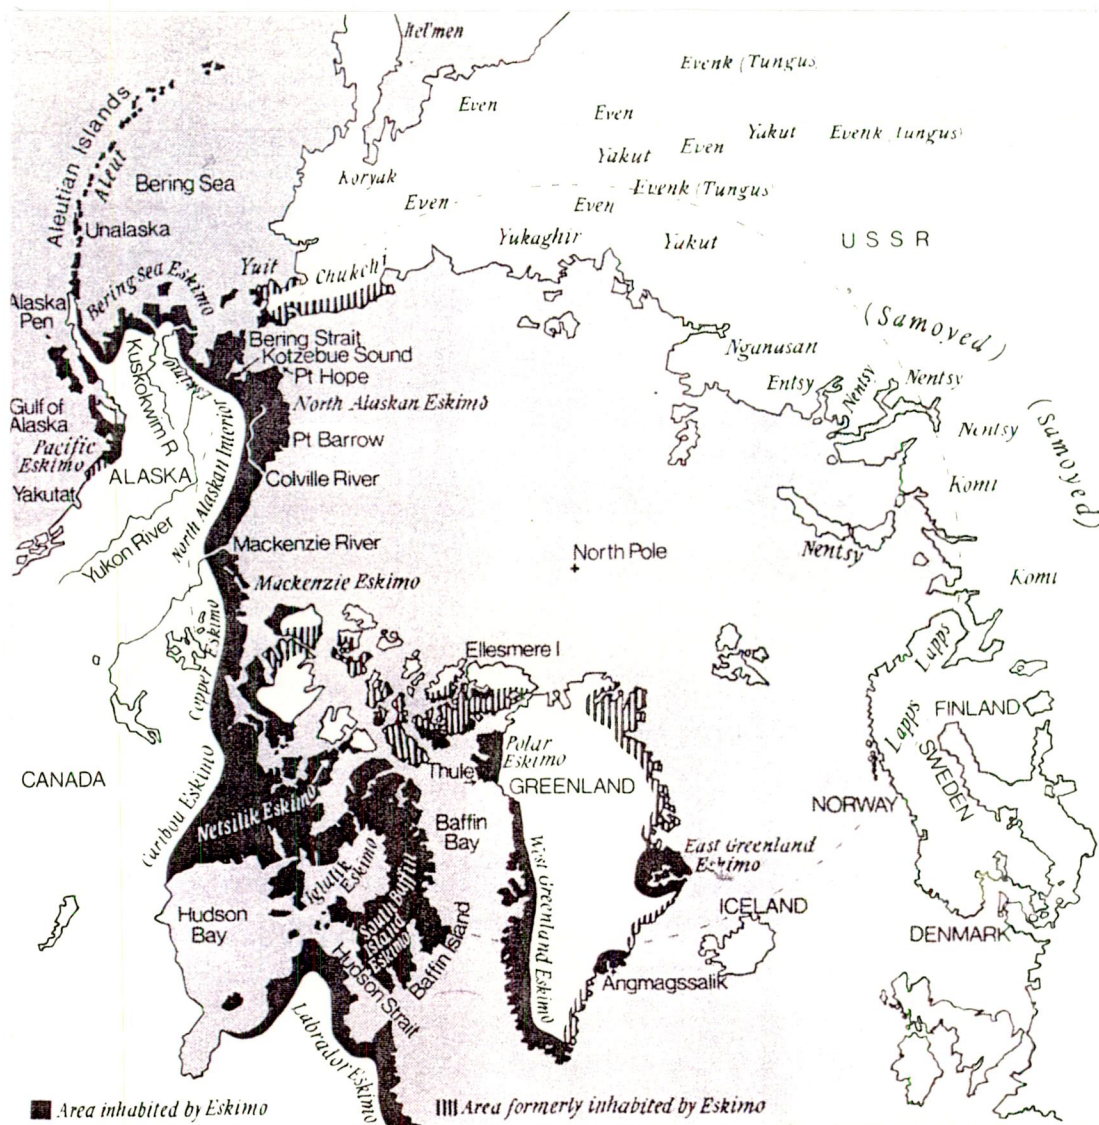 Itel'men
Evenk (Tungus)
Even
Even
Yakut
Evenk (Tungus)
Yakut
Even
Aleutian Islands
Aleut
Bering Sea
Koryak
Evenk (Tungus)
Even
Even
Unalaska
Yukaghir
Yakut
USSR
Yuit
Chukchi
Bering Sea Eskimo
Alaska
Pen
(Samoyed)
Bering Strait
Kotzebue Sound
Pt Hope
Nganusan
Entsy
Nentsy
Nentsy
Kuskokwim R
North Alaskan Interior
Eskimo
North Alaskan Eskimo
Gulf of
Alaska
Pt Barrow
Nentsy
(Samoyed)
Pacific
Eskimo
ALASKA
Colville River
Yakutat
Komi
Yukon River
Mackenzie River
North Pole
Nentsy
Mackenzie Eskimo
Komi
Copper Eskimo
Ellesmere I
Lapps
Lapps
FINLAND
SWEDEN
Polar
Eskimo
CANADA
Thule
GREENLAND
NORWAY
Caribou Eskimo
Netsilik Eskimo
Baffin
Bay
East Greenland
Eskimo
Iglulik
Eskimo
West Greenland Eskimo
South Baffin
Island
Eskimo
Hudson
Bay
Baffin Island
ICELAND
DENMARK
Hudson Strait
Angmagssalik
Labrador Eskimo
Area inhabited by Eskimo
Area formerly inhabited by Eskimo